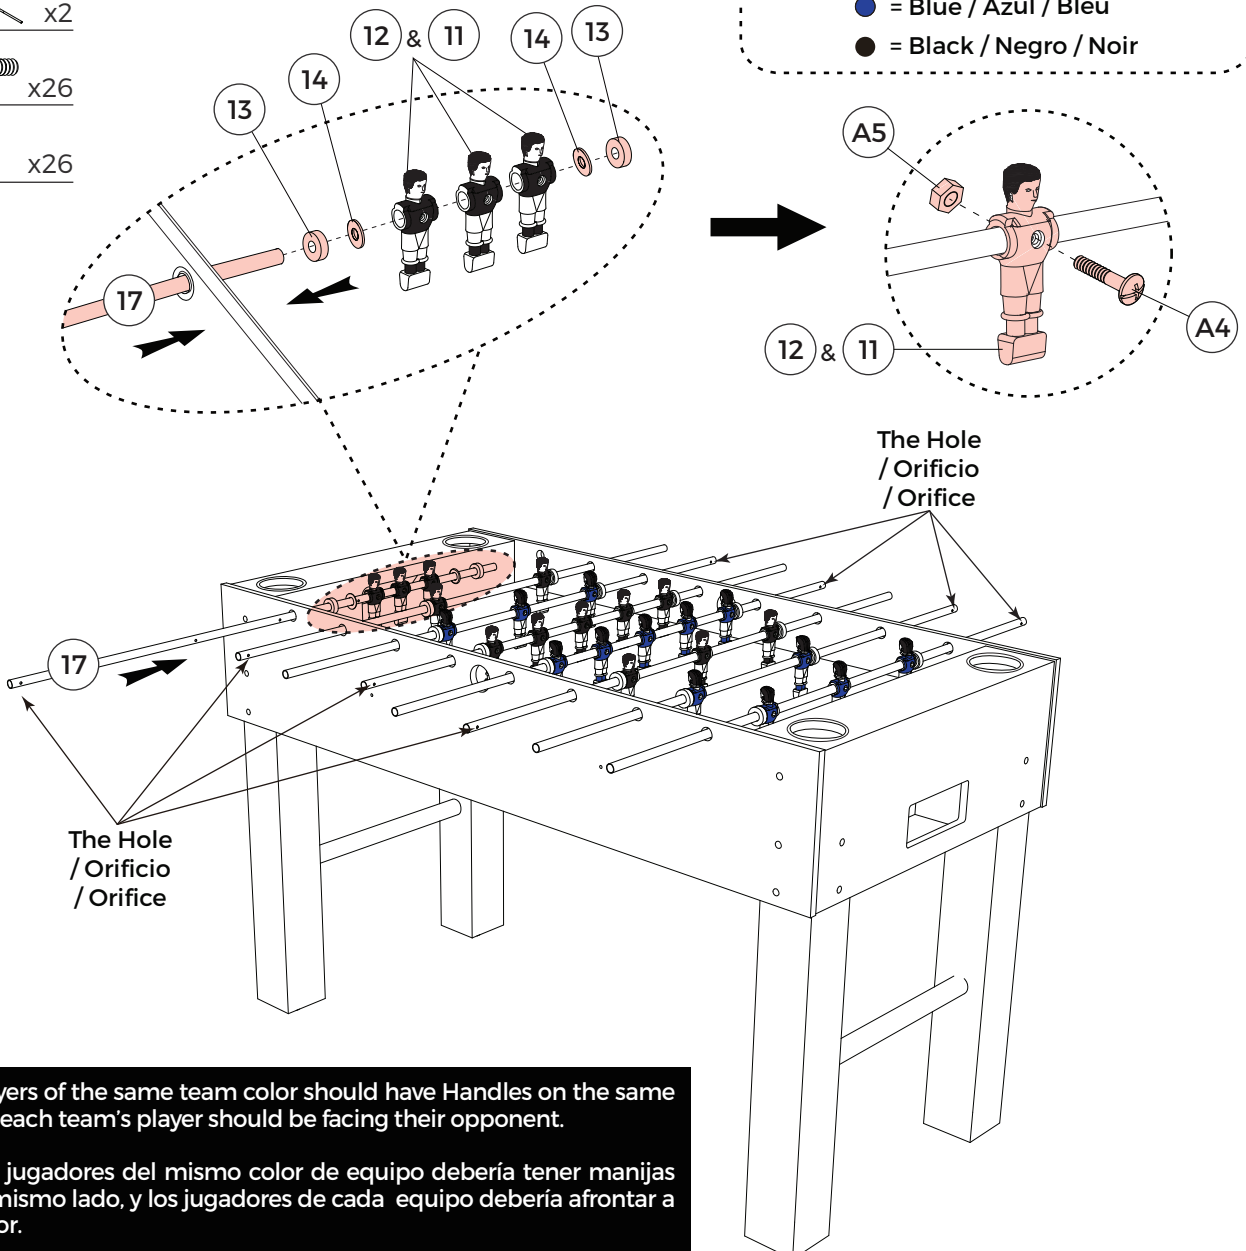 x2
x26
x26
12 & 11
14
13
14
13
= Blue / Azul / Bleu
= Black / Negro / Noir
A5
17
A4
12 & 11
The Hole
/ Orificio
/ Orifice
17
The Hole
/ Orificio
/ Orifice
yers of the same team color should have Handles on the same
each team's player should be facing their opponent.
jugadores del mismo color de equipo debería tener manijas
mismo lado, y los jugadores de cada equipo debería afrontar a
or.